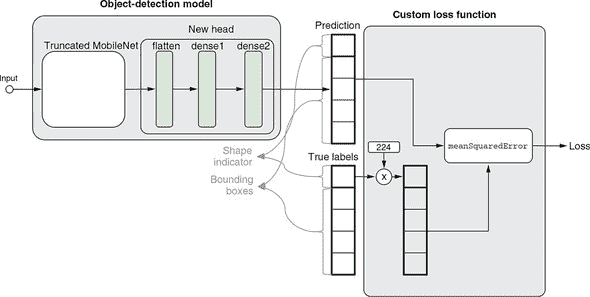 Object-detection model
New head
Truncated MobileNet
flatten
dense1
dense2
Input
Prediction
Custom loss function
Shape
indicator
Bounding
boxes
True labels
224
x
meanSquaredError
Loss